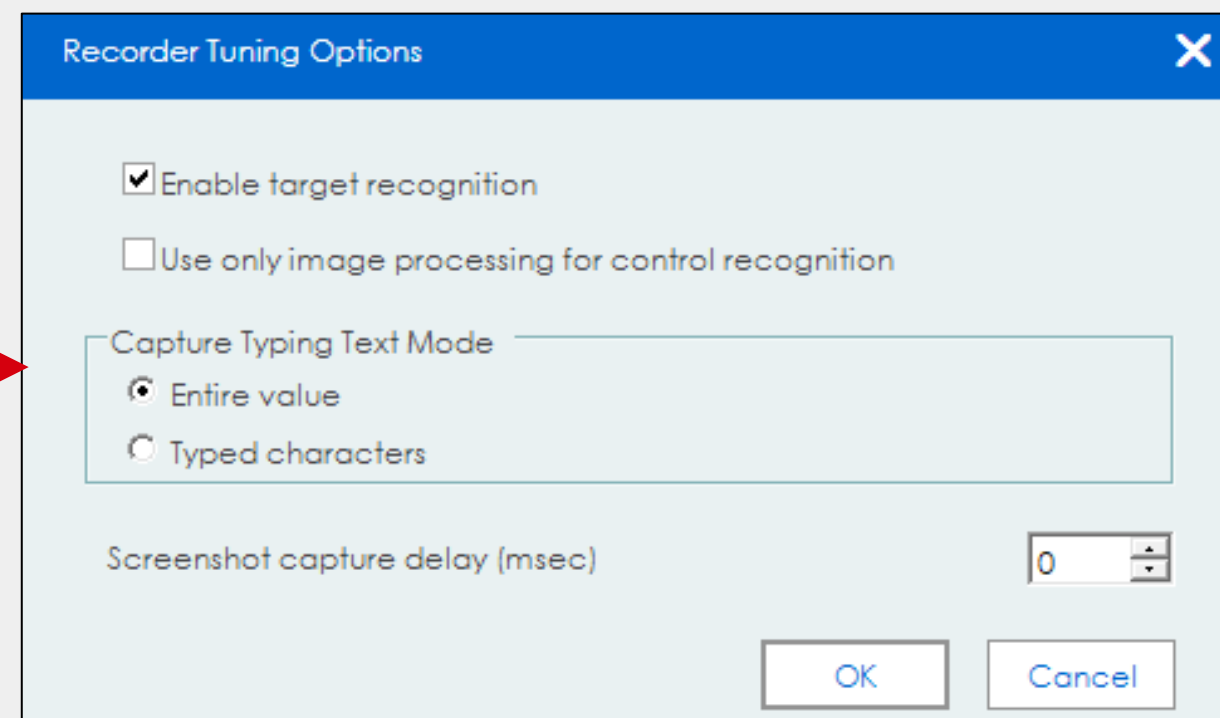 Recorder Tuning Options
Enable target recognition
Use only image processing for control recognition
Capture Typing Text Mode
Entire value
Typed characters
Screenshot capture delay (msec) 0
OK Cancel